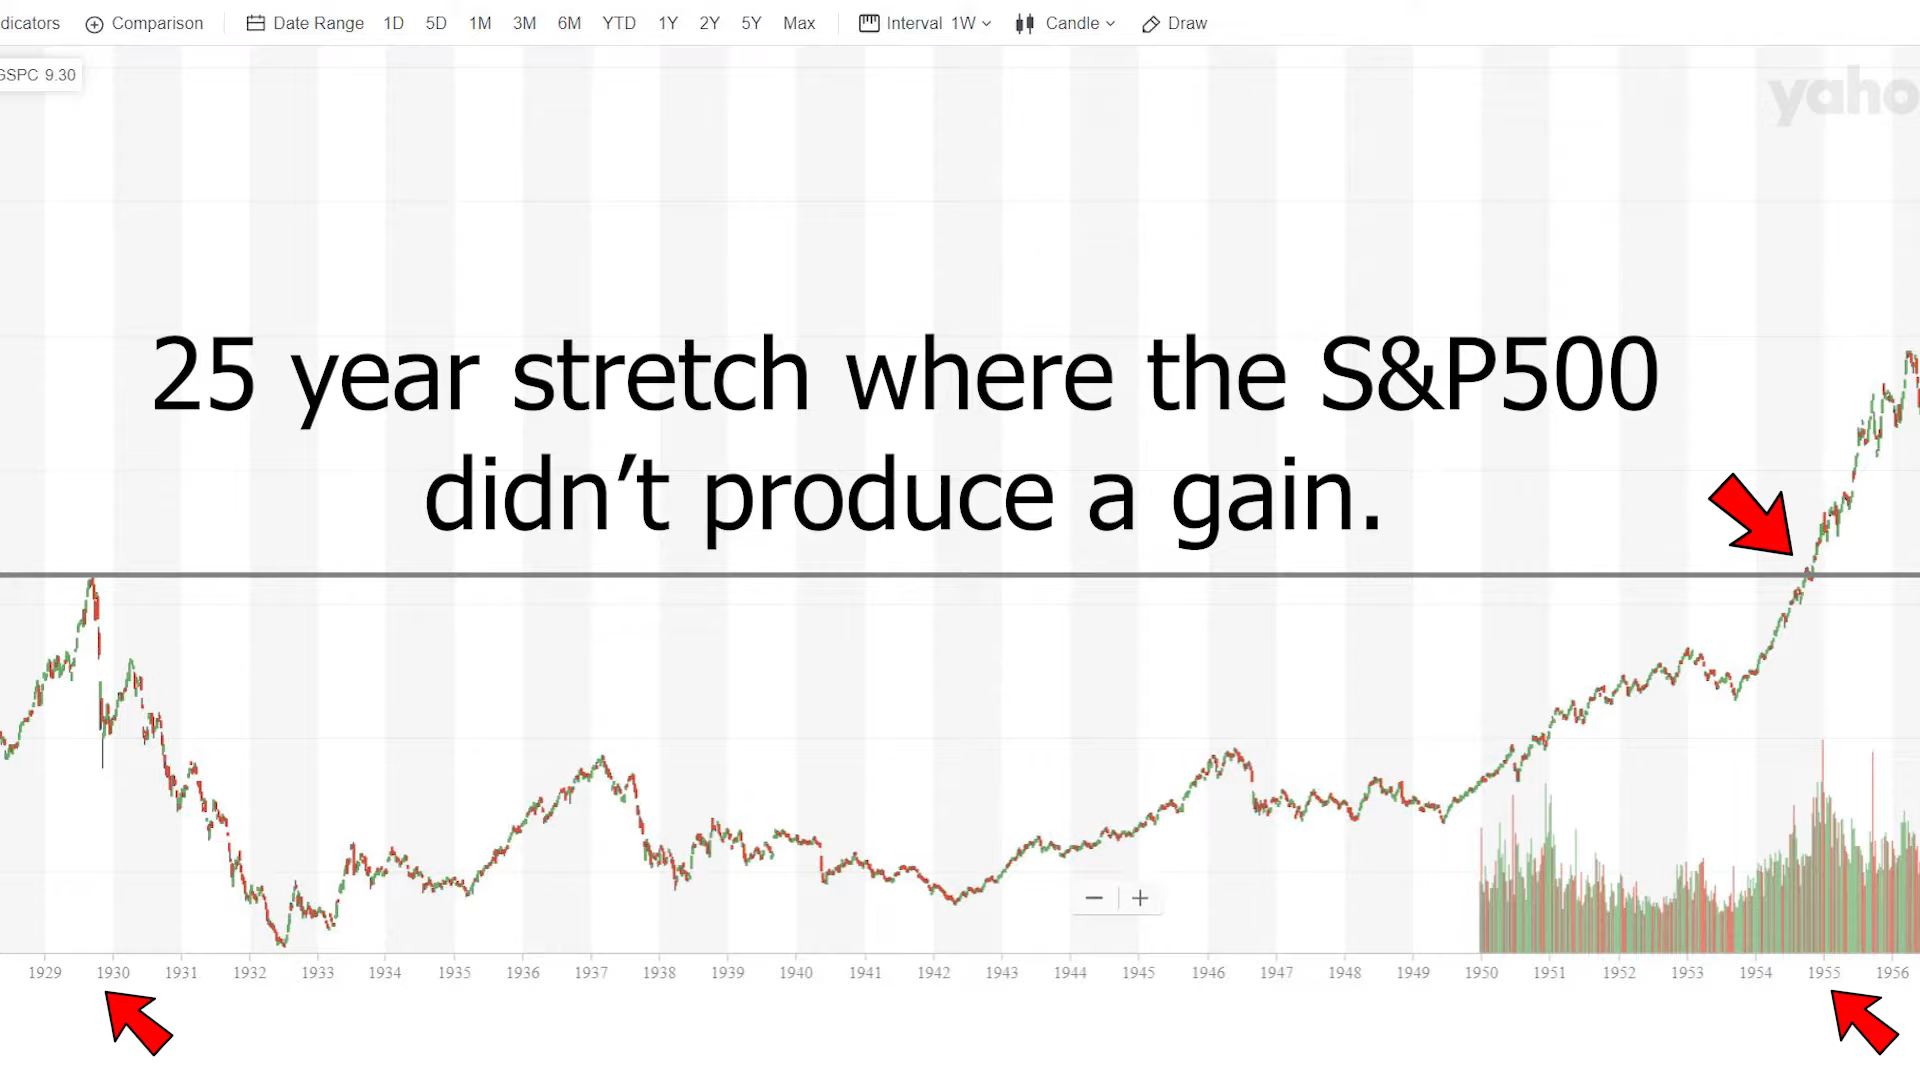 dicators Comparison Date Range 1D 5D 1M 3M 6M YTD 1Y 2Y 5Y Max Interval 1W Candle Draw
GSPC 9.30
yaho
25 year stretch where the S&P500
didn’t produce a gain.
1929 1930 1931 1932 1933 1934 1935 1936 1937 1938 1939 1940 1941 1942 1943 1944 1945 1946 1947 1948 1949 1950 1951 1952 1953 1954 1955 1956